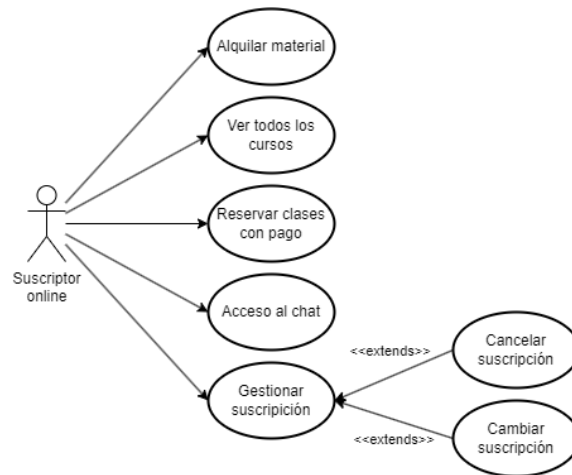 Alquilar material
Ver todos los
cursos
Reservar clases
con pago
Suscriptor
online
Acceso al chat
Gestionar
suscripición
<<extends>>
Cancelar
suscripción
<<extends>>
Cambiar
suscripción